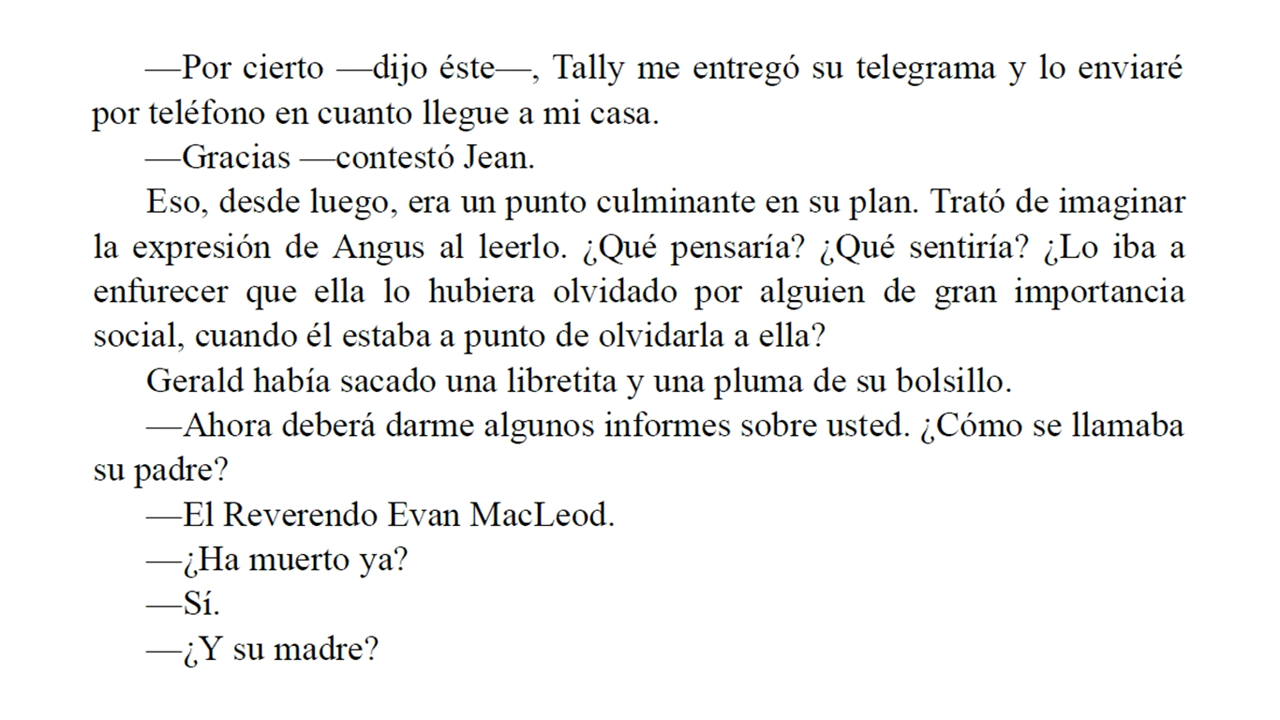 —Por cierto —dijo éste—, Tally me entregó su telegrama y lo enviaré
por teléfono en cuanto llegue a mi casa.
—Gracias —contestó Jean.
Eso, desde luego, era un punto culminante en su plan. Trató de imaginar
la expresión de Angus al leerlo. ¿Qué pensaría? ¿Qué sentiría? ¿Lo iba a
enfurecer que ella lo hubiera olvidado por alguien de gran importancia
social, cuando él estaba a punto de olvidarla a ella?
Gerald había sacado una libretita y una pluma de su bolsillo.
—Ahora deberá darme algunos informes sobre usted. ¿Cómo se llamaba
su padre?
—El Reverendo Evan MacLeod.
—¿Ha muerto ya?
—Sí.
—¿Y su madre?